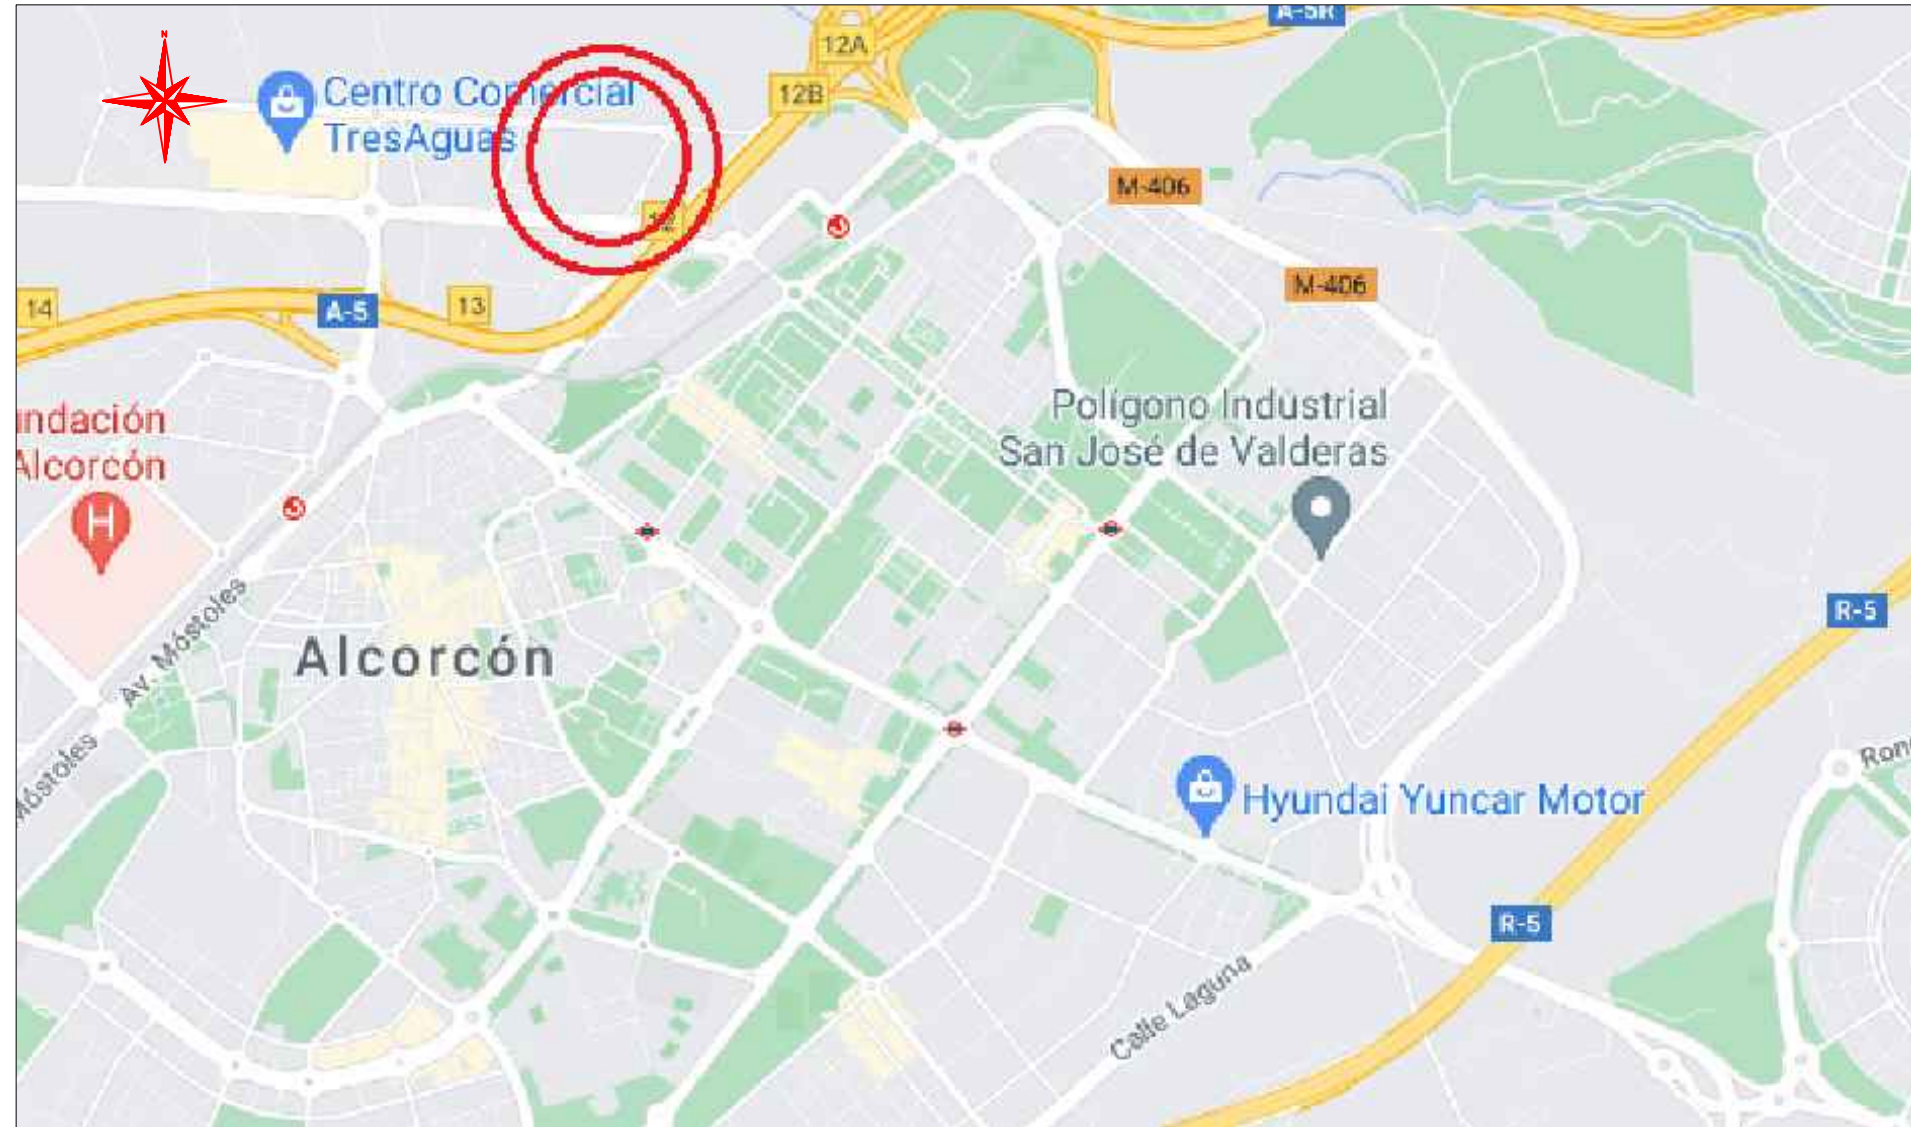 A-5R
N
12A
Centro Comercial
TresAguas
12B
M-406
M-406
14
A-5
13
undación
Alcorcón
H
Polígono Industrial
San José de Valderas
Av. Móstoles
R-5
Alcorcón
Móstoles
Ron
Hyundai Yuncar Motor
R-5
Calle Laguna